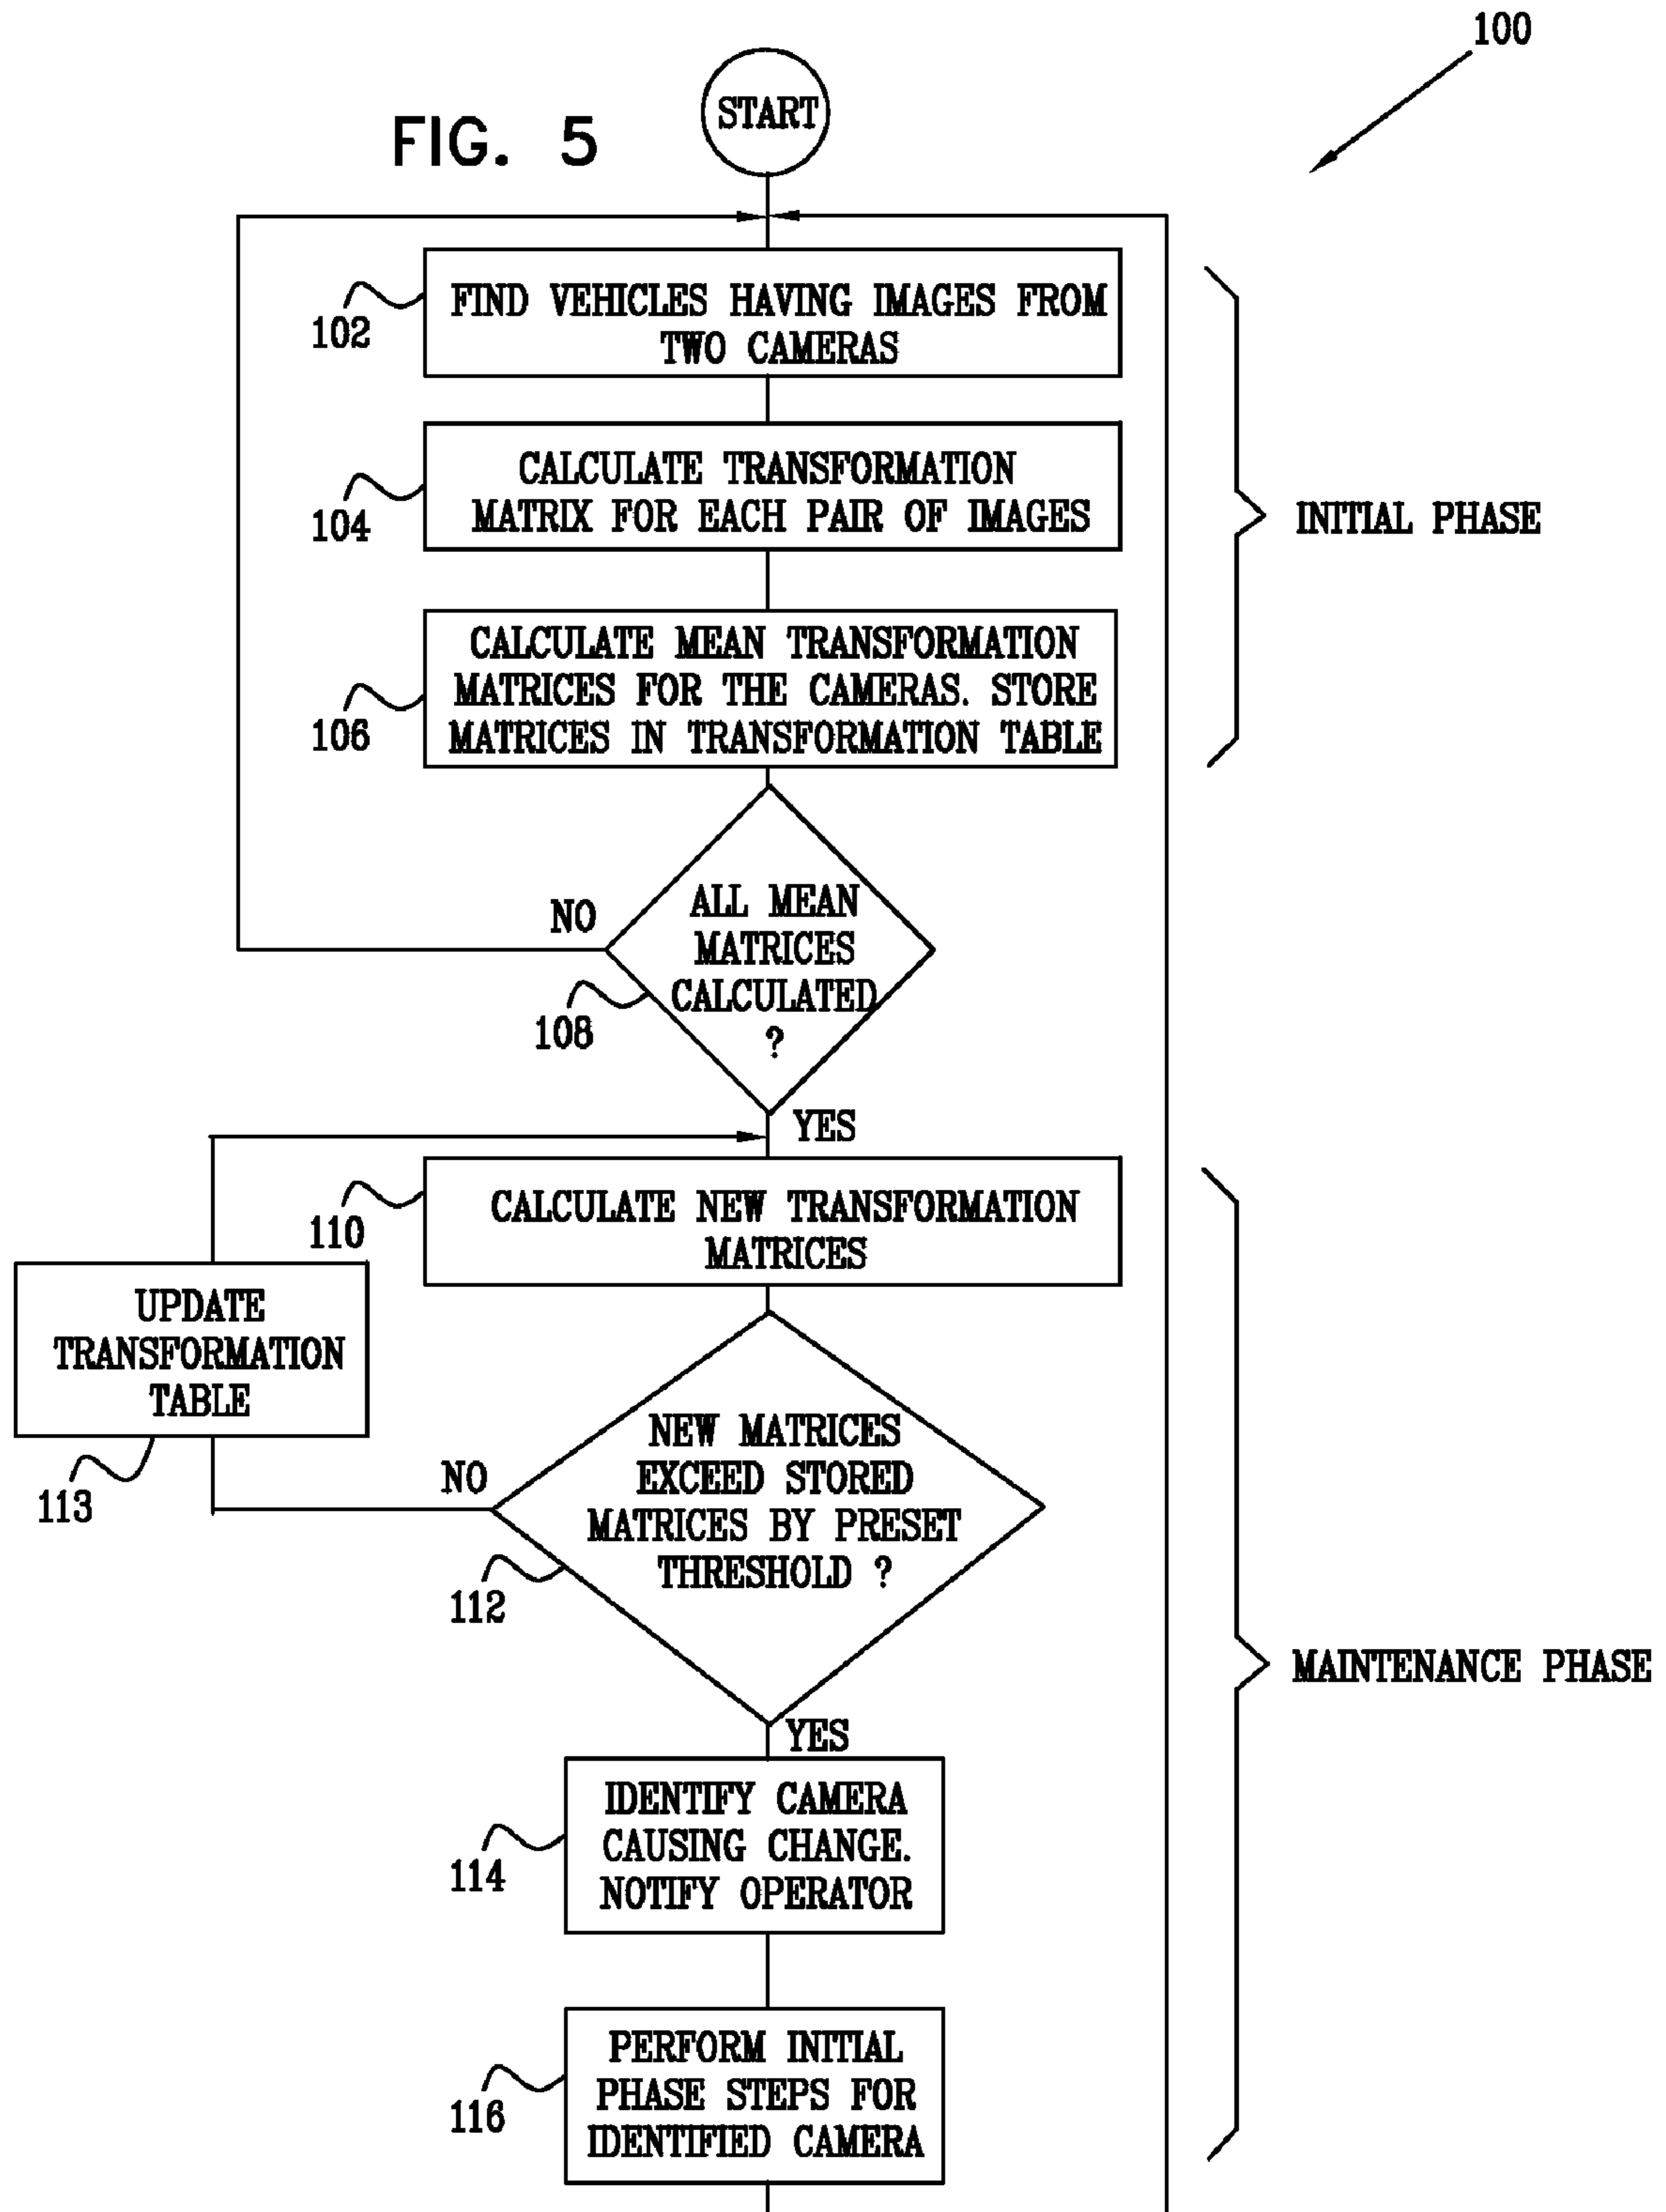 100
START
FIG. 5
FIND VEHICLES HAVING IMAGES FROM
TWO CAMERAS
102
CALCULATE TRANSFORMATION
MATRIX FOR EACH PAIR OF IMAGES
104
INITIAL PHASE
CALCULATE MEAN TRANSFORMATION
MATRICES FOR THE CAMERAS. STORE
MATRICES IN TRANSFORMATION TABLE
106
NO
ALL MEAN
MATRICES
CALCULATED
?
108
YES
CALCULATE NEW TRANSFORMATION
MATRICES
110
UPDATE
TRANSFORMATION
TABLE
113
NO
NEW MATRICES
EXCEED STORED
MATRICES BY PRESET
THRESHOLD ?
112
MAINTENANCE PHASE
YES
IDENTIFY CAMERA
CAUSING CHANGE.
NOTIFY OPERATOR
114
PERFORM INITIAL
PHASE STEPS FOR
IDENTIFIED CAMERA
116